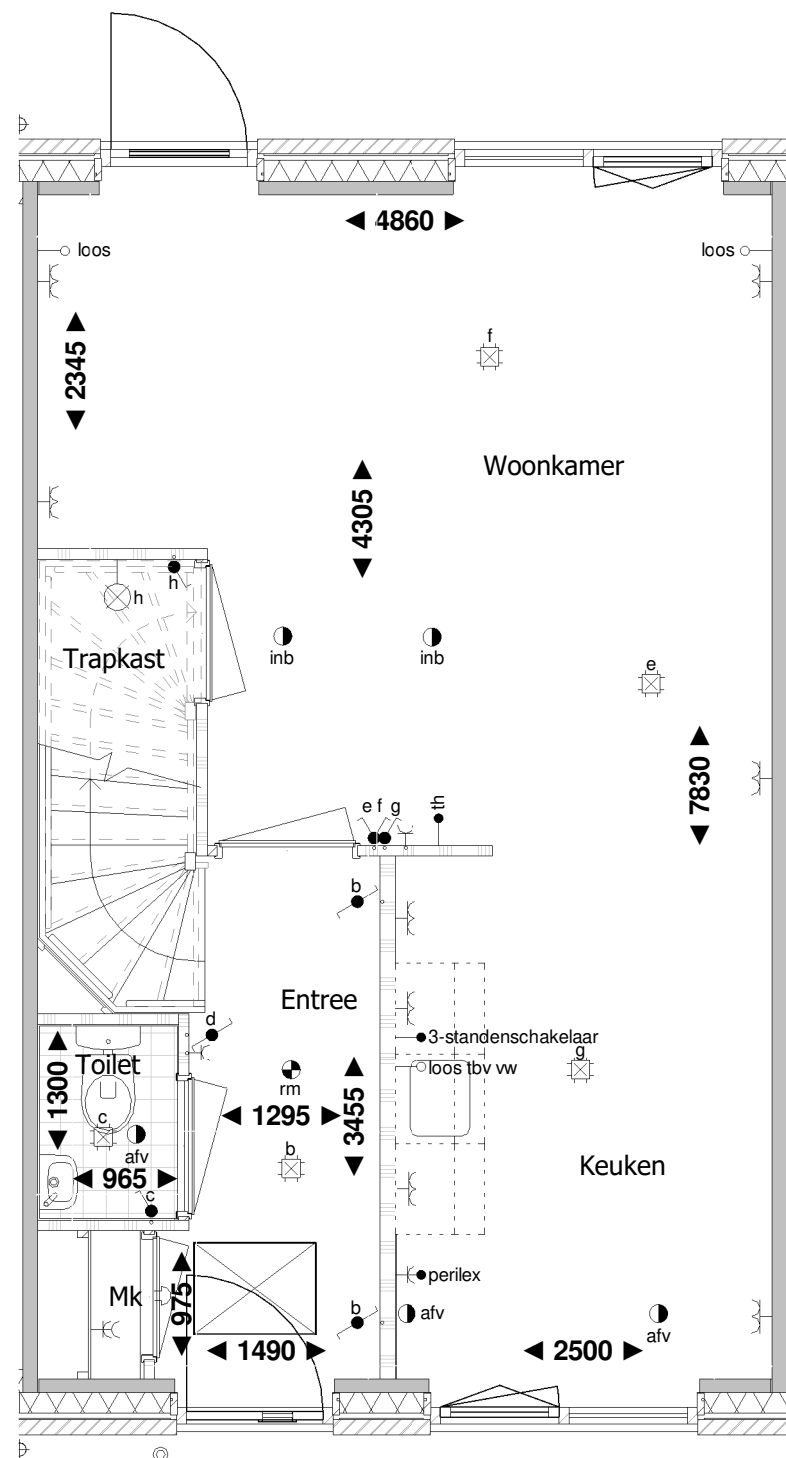 4860
loos
loos
2345
f
Woonkamer
4305
h
h
Trapkast
inb
inb
e
7830
e f g
th
b
Entree
d
3-standenschakelaar
loos tbv vw
g
Toilet
1300
rm
1295
3455
c
afv
b
Keuken
965
c
perilex
Mk
975
b
afv
afv
1490
2500